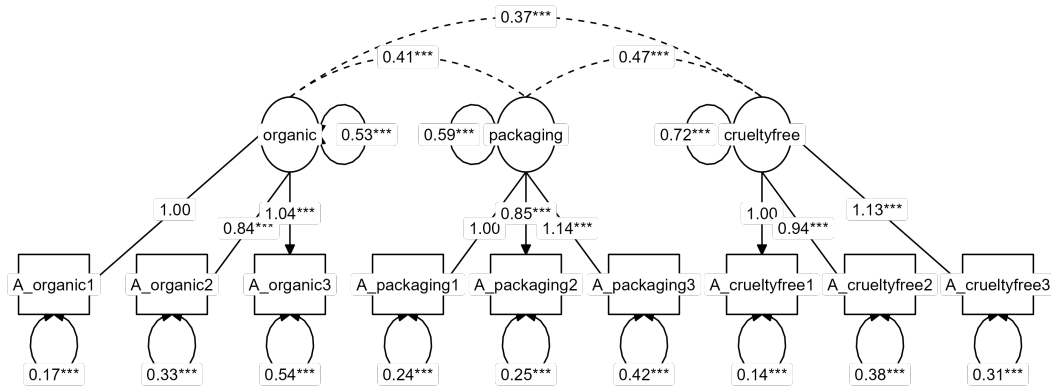 0.37***
0.41***
0.47***
organic
0.53***
0.59***
packaging
0.72***
crueltyfree
1.00
0.84***
1.04***
1.00
0.85***
1.14***
1.00
0.94***
1.13***
A_organic1
A_organic2
A_organic3
A_packaging1
A_packaging2
A_packaging3
A_crueltyfree1
A_crueltyfree2
A_crueltyfree3
0.17***
0.33***
0.54***
0.24***
0.25***
0.42***
0.14***
0.38***
0.31***